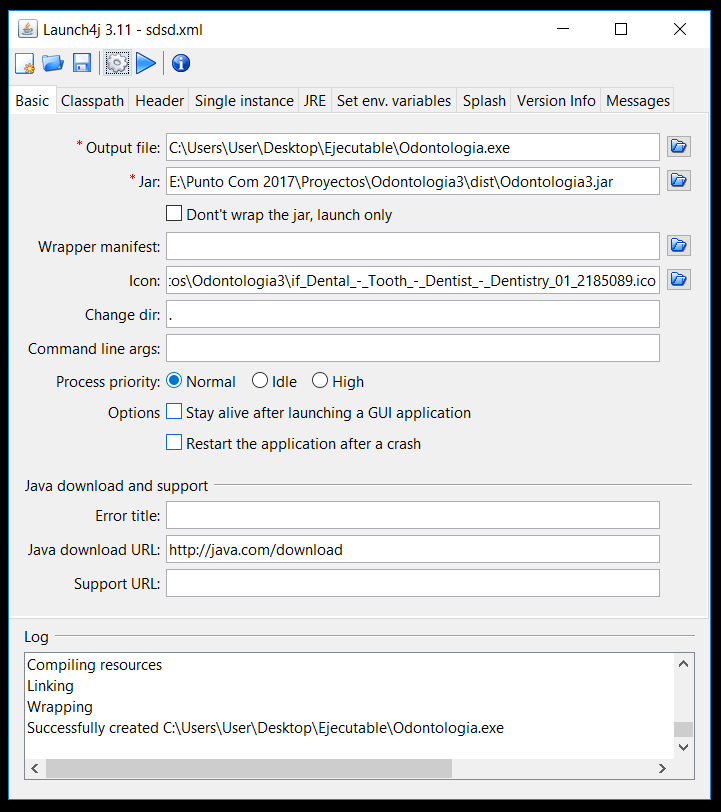 Launch4j 3.11 - sdsd.xml
Basic Classpath Header Single instance JRE Set env. variables Splash Version Info Messages
* Output file: C:\Users\User\Desktop\Ejecutable\Odontologia.exe
* Jar: E:\Punto Com 2017\Proyectos\Odontologia3\dist\Odontologia3.jar
Dont't wrap the jar, launch only
Wrapper manifest:
Icon: :os\Odontologia3\if_Dental_-_Tooth_-_Dentist_-_Dentistry_01_2185089.ico
Change dir: .
Command line args:
Process priority: Normal Idle High
Options Stay alive after launching a GUI application
Restart the application after a crash
Java download and support
Error title:
Java download URL: http://java.com/download
Support URL:
Log
Compiling resources
Linking
Wrapping
Successfully created C:\Users\User\Desktop\Ejecutable\Odontologia.exe